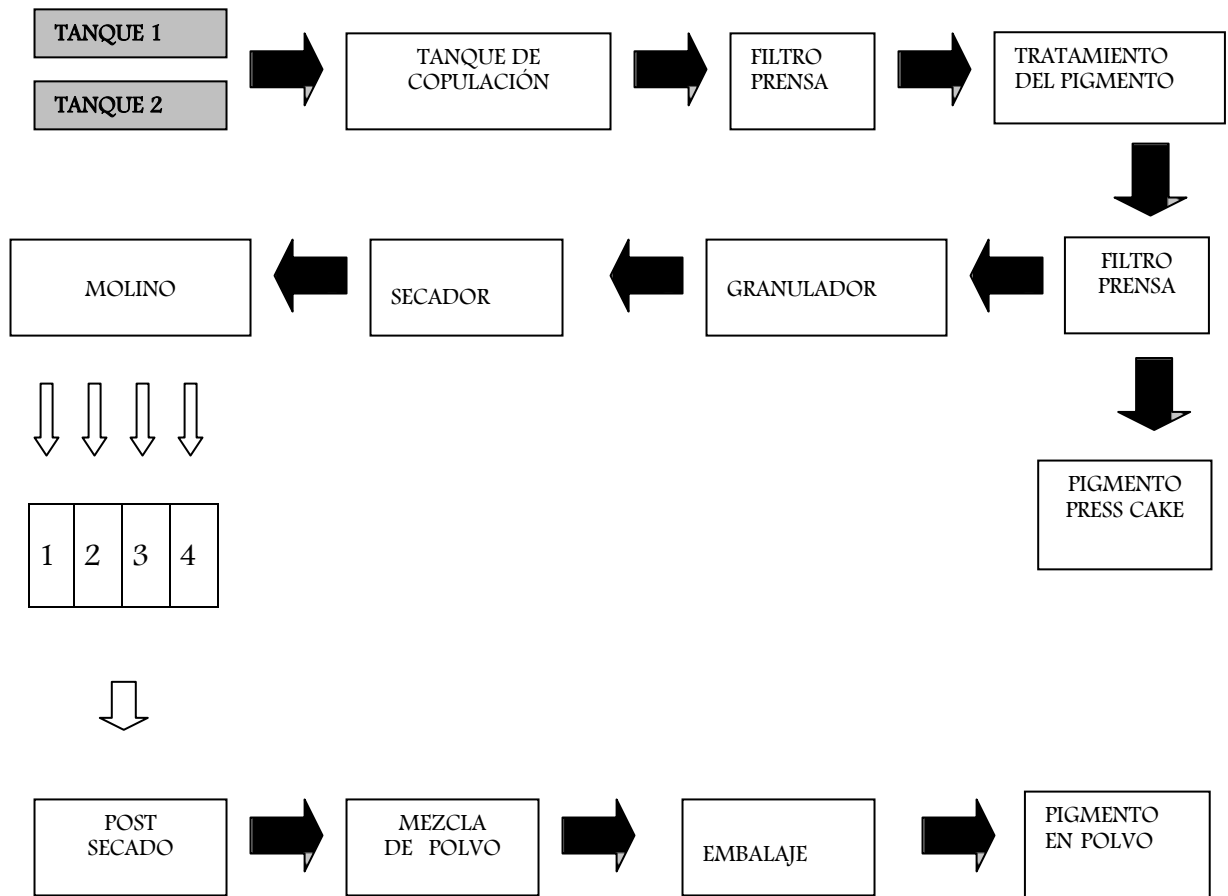 TANQUE 1
TANQUE 2
TANQUE DE
COPULACIÓN
FILTRO
PRENSA
TRATAMIENTO
DEL PIGMENTO
MOLINO
SECADOR
GRANULADOR
FILTRO
PRENSA
PIGMENTO
PRESS CAKE
1 2 3 4
POST
SECADO
MEZCLA
DE POLVO
EMBALAJE
PIGMENTO
EN POLVO